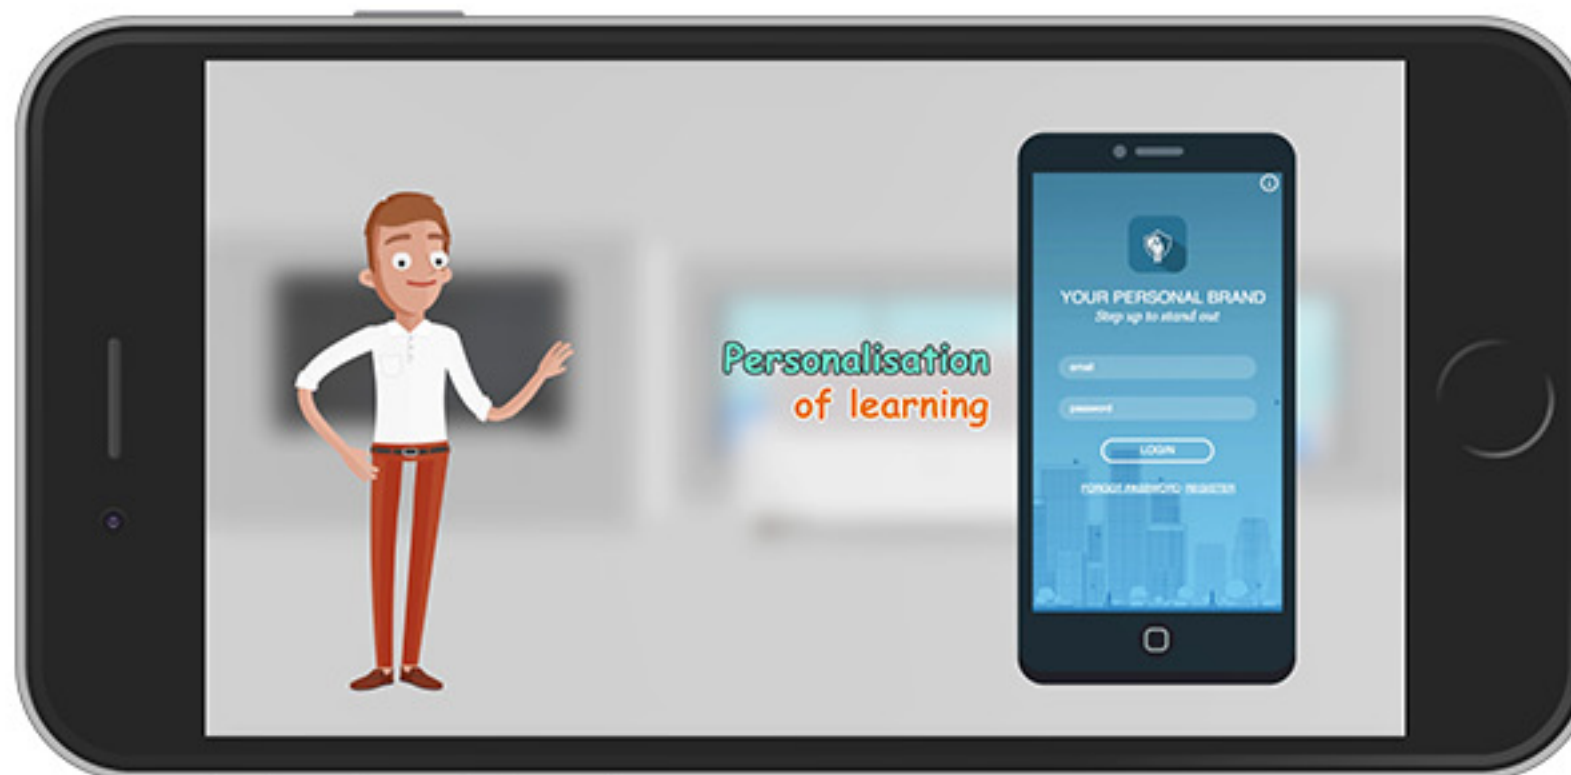 Personalisation
of learning
YOUR PERSONAL BRAND
Step up to stand out
email
password
LOGIN
FORGOT PASSWORD REGISTER